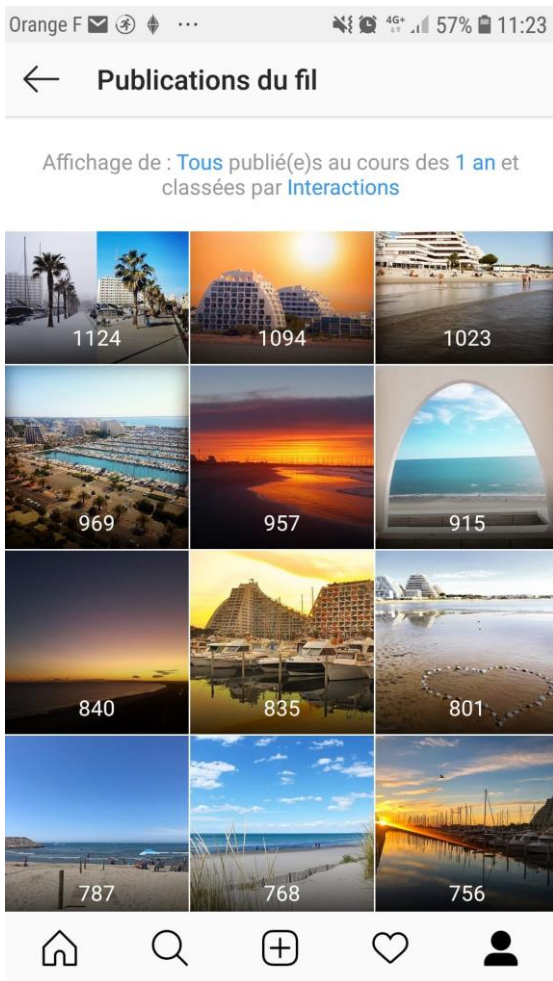 Orange F ... 4G+ 57% 11:23
Publications du fil
Affichage de : Tous publié(e)s au cours des 1 an et
classées par Interactions
1124 1094 1023
969 957 915
840 835 801
787 768 756